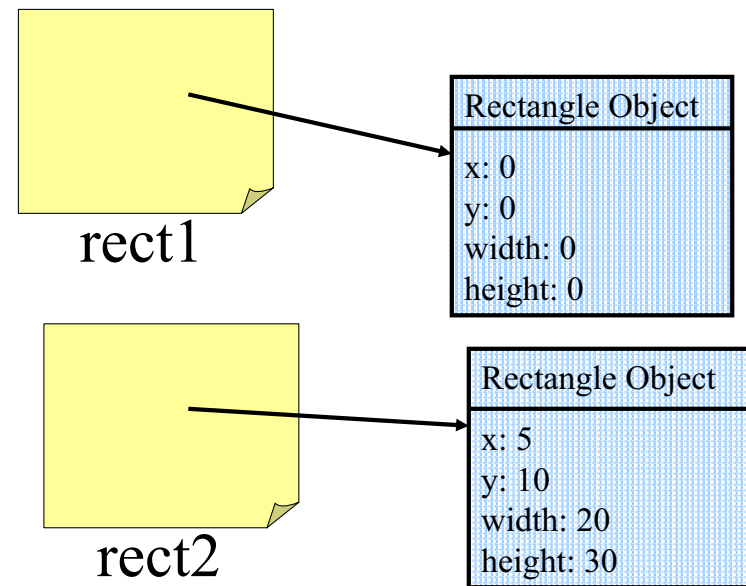 Rectangle Object
x: 0
y: 0
width: 0
height: 0
rect1
Rectangle Object
x: 5
y: 10
width: 20
height: 30
rect2